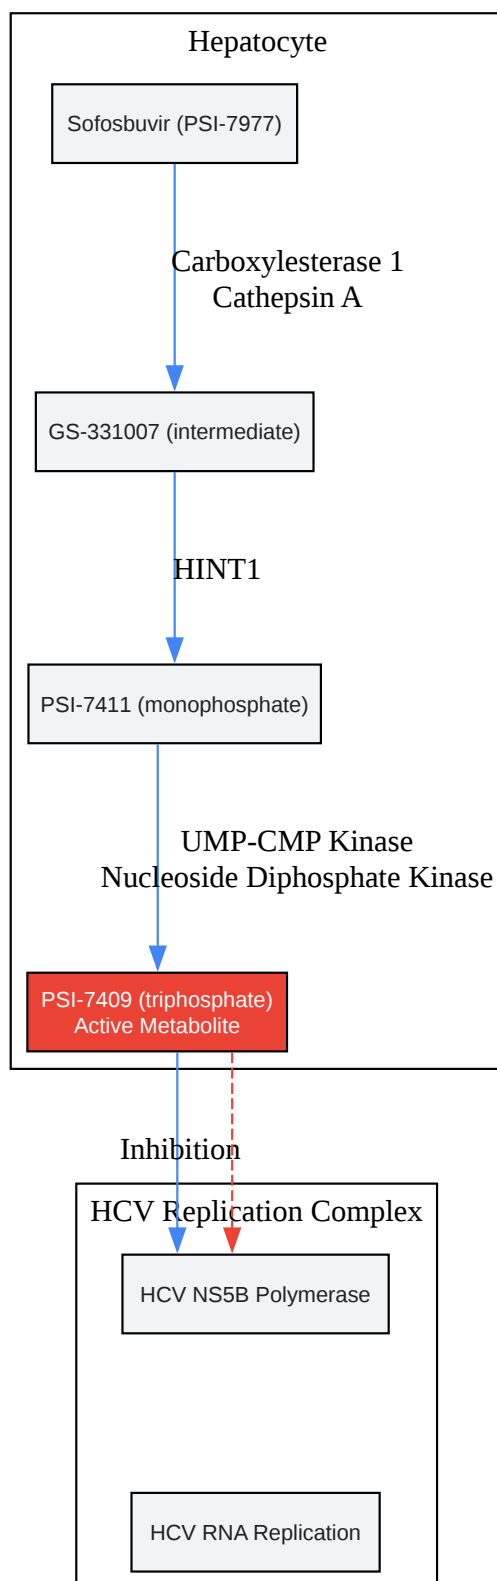 Hepatocyte
Sofosbuvir (PSI-7977)
Carboxylesterase 1
Cathepsin A
GS-331007 (intermediate)
HINT1
PSI-7411 (monophosphate)
UMP-CMP Kinase
Nucleoside Diphosphate Kinase
PSI-7409 (triphosphate)
Active Metabolite
Inhibition
HCV Replication Complex
HCV NS5B Polymerase
HCV RNA Replication